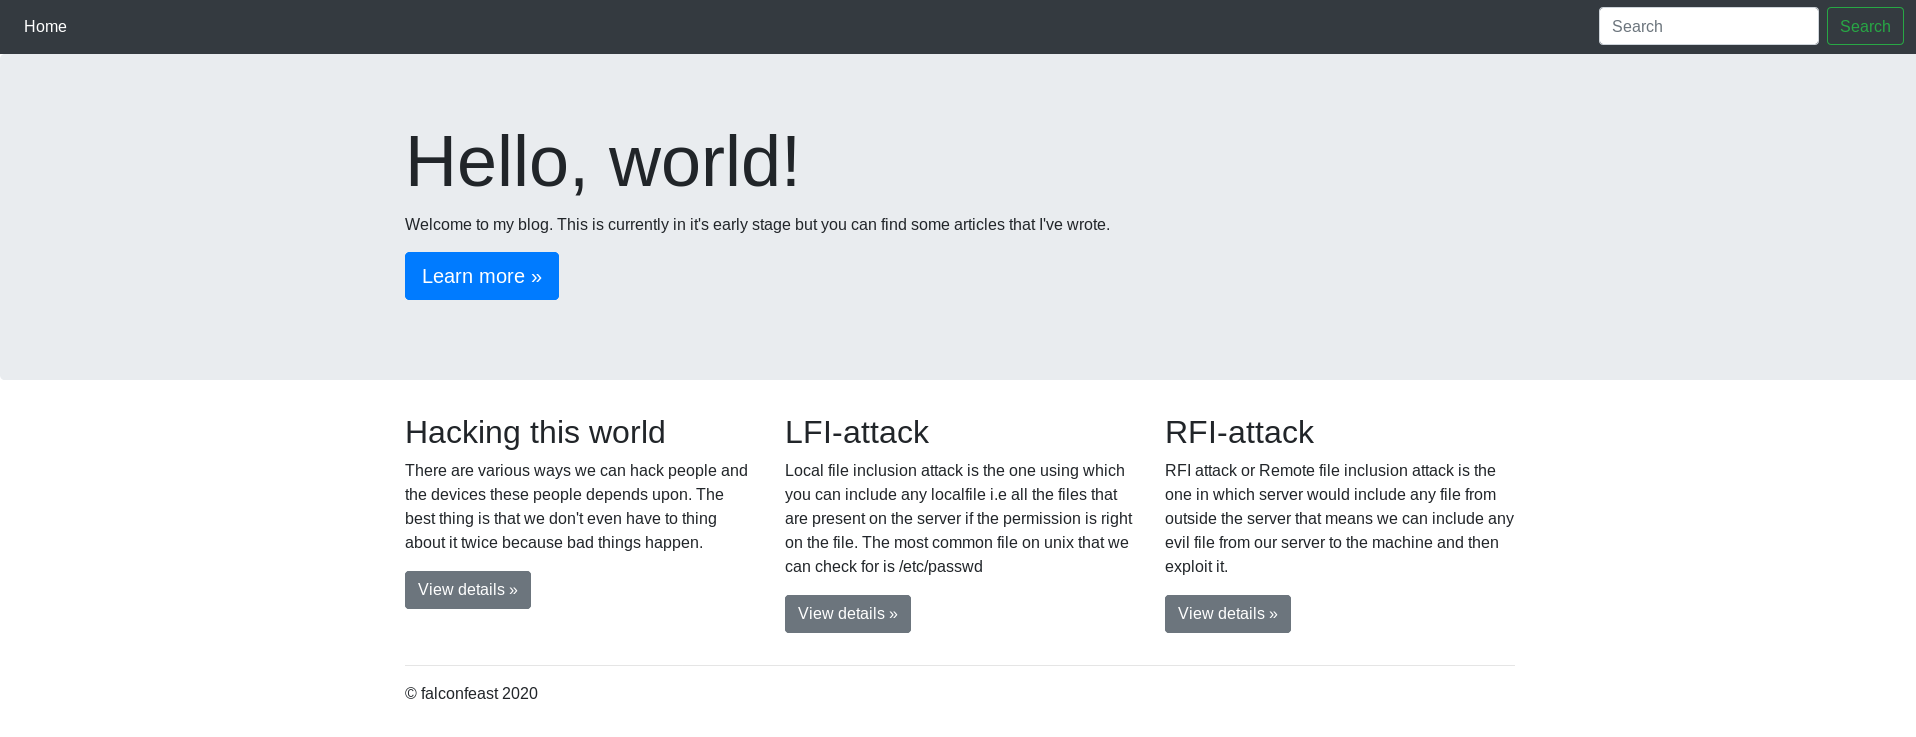 Home
Search
Search
Hello, world!
Welcome to my blog. This is currently in it's early stage but you can find some articles that I've wrote.
Learn more »
Hacking this world
There are various ways we can hack people and
the devices these people depends upon. The
best thing is that we don't even have to thing
about it twice because bad things happen.
View details »
LFI-attack
Local file inclusion attack is the one using which
you can include any localfile i.e all the files that
are present on the server if the permission is right
on the file. The most common file on unix that we
can check for is /etc/passwd
View details »
RFI-attack
RFI attack or Remote file inclusion attack is the
one in which server would include any file from
outside the server that means we can include any
evil file from our server to the machine and then
exploit it.
View details »
© falconfeast 2020